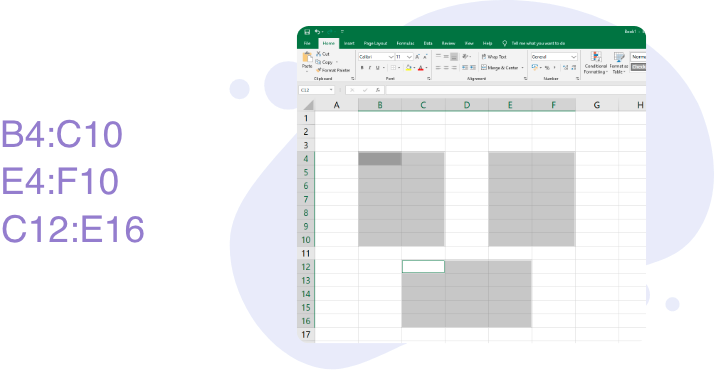 B4:C10
E4:F10
C12:E16
Book1
File Home Insert Page Layout Formulas Data Review View Help Tell me what you want to do
Paste
Cut
Copy
Format Painter
Clipboard
Calibri 11 A A
B I U A
Font
Wrap Text
Merge & Center
Alignment
General
$ %
Number
Conditional Formatting
Format as Table
Norma
C12 fx
A B C D E F G H
1
2
3
4
5
6
7
8
9
10
11
12
13
14
15
16
17